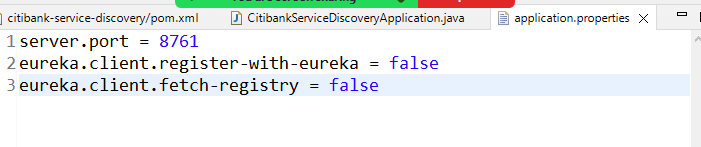 citibank-service-discovery/pom.xml CitibankServiceDiscoveryApplication.java application.properties
1 server.port = 8761
2 eureka.client.register-with-eureka = false
3 eureka.client.fetch-registry = false